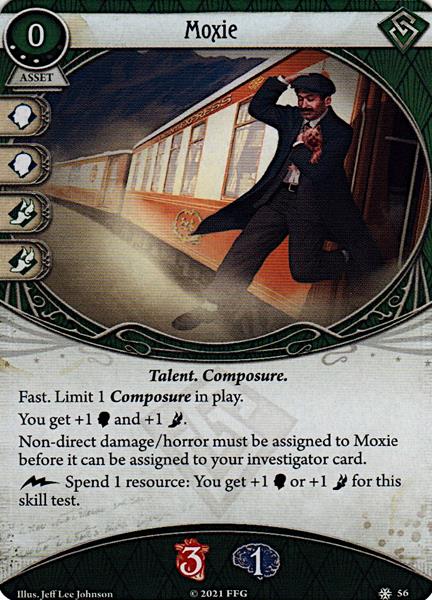 0
Moxie
ASSET
EXPRESS
Talent. Composure.
Fast. Limit 1 Composure in play.
You get +1 and +1 .
Non-direct damage/horror must be assigned to Moxie
before it can be assigned to your investigator card.
Spend 1 resource: You get +1 or +1 for this
skill test.
3 1
Illus. Jeff Lee Johnson © 2021 FFG 56